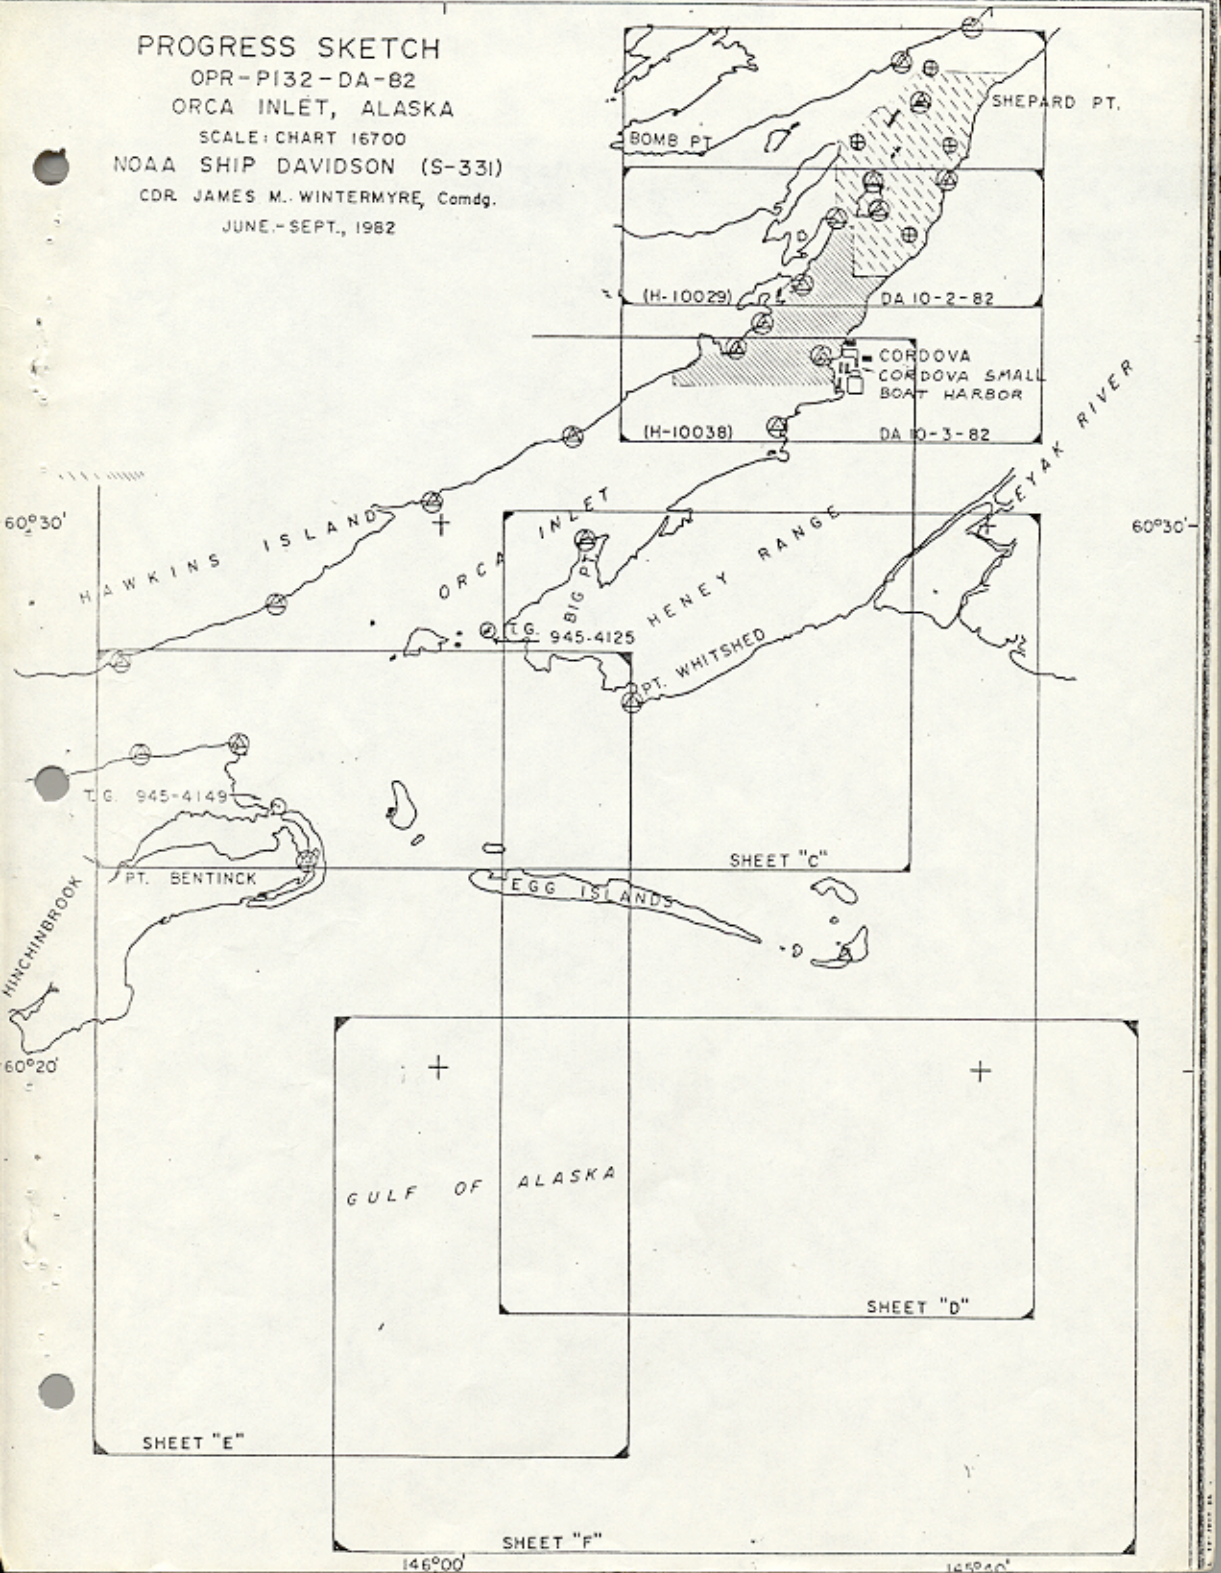 PROGRESS SKETCH
OPR-P132-DA-82
ORCA INLET, ALASKA
SCALE: CHART 16700
NOAA SHIP DAVIDSON (S-331)
CDR. JAMES M. WINTERMYRE, Comdg.
JUNE.-SEPT., 1982
SHEPARD PT.
BOMB PT
(H-10029)
DA 10-2-82
CORDOVA
CORDOVA SMALL
BOAT HARBOR
(H-10038)
DA 10-3-82
EYAK RIVER
60°30'
60°30'
HAWKINS ISLAND
ORCA INLET
BIG PT.
HENEY RANGE
T.G. 945-4125
PT. WHITSHED
T.G. 945-4149
PT. BENTINCK
SHEET "C"
EGG ISLANDS
HINCHINBROOK
60°20'
GULF OF ALASKA
SHEET "D"
SHEET "E"
SHEET "F"
146°00'